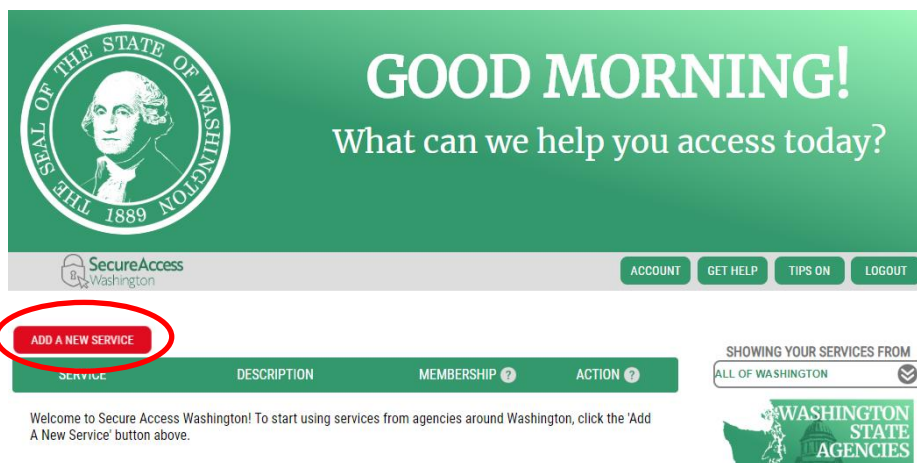 THE SEAL OF THE STATE OF WASHINGTON
1889
GOOD MORNING!
What can we help you access today?
SecureAccess
Washington
ACCOUNT GET HELP TIPS ON LOGOUT
ADD A NEW SERVICE
SHOWING YOUR SERVICES FROM
SERVICE DESCRIPTION MEMBERSHIP ? ACTION ?
ALL OF WASHINGTON
Welcome to Secure Access Washington! To start using services from agencies around Washington, click the 'Add
A New Service' button above.
WASHINGTON
STATE
AGENCIES